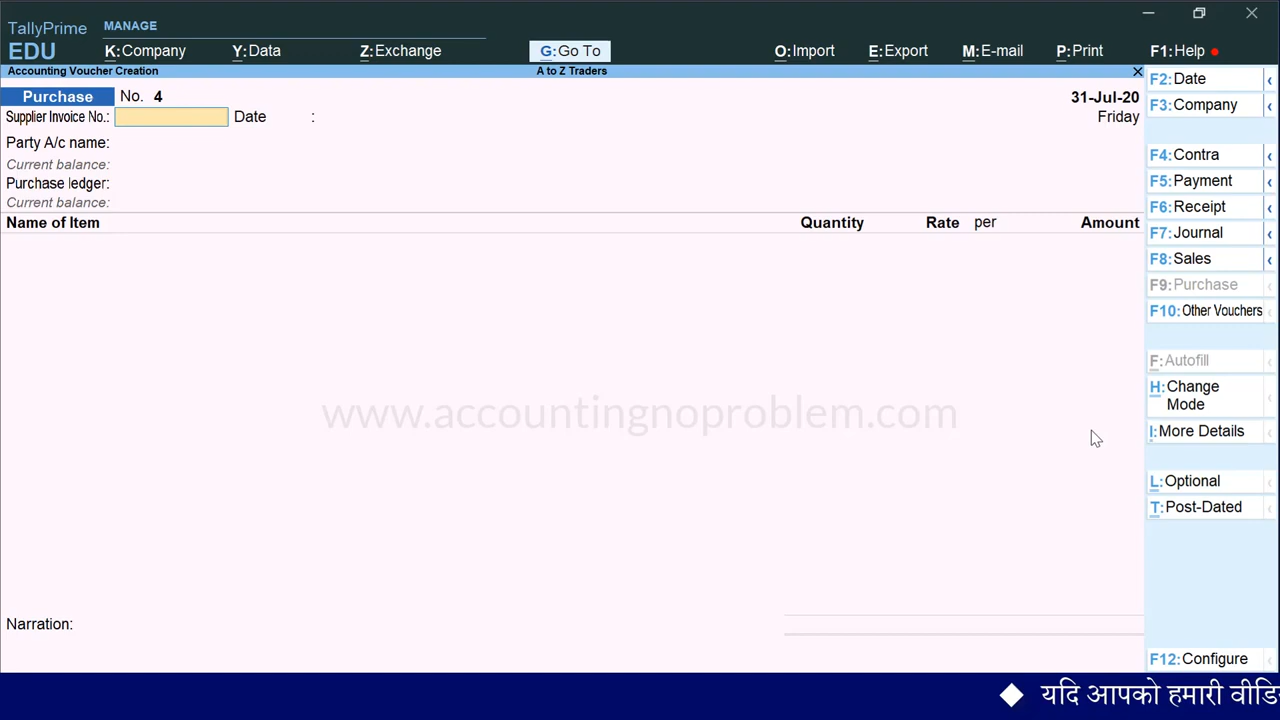 TallyPrime MANAGE
EDU K:Company Y:Data Z:Exchange G:Go To O:Import E:Export M:E-mail P:Print F1:Help
Accounting Voucher Creation A to Z Traders
Purchase No. 4 31-Jul-20
Supplier Invoice No.: Date : Friday
Party A/c name:
Current balance:
Purchase ledger:
Current balance:
Name of Item Quantity Rate per Amount
www.accountingnoproblem.com
Narration:
F2:Date
F3:Company
F4:Contra
F5:Payment
F6:Receipt
F7:Journal
F8:Sales
F9:Purchase
F10:Other Vouchers
F:Autofill
H:Change
Mode
I:More Details
L:Optional
T:Post-Dated
F12:Configure
यदि आपको हमारी